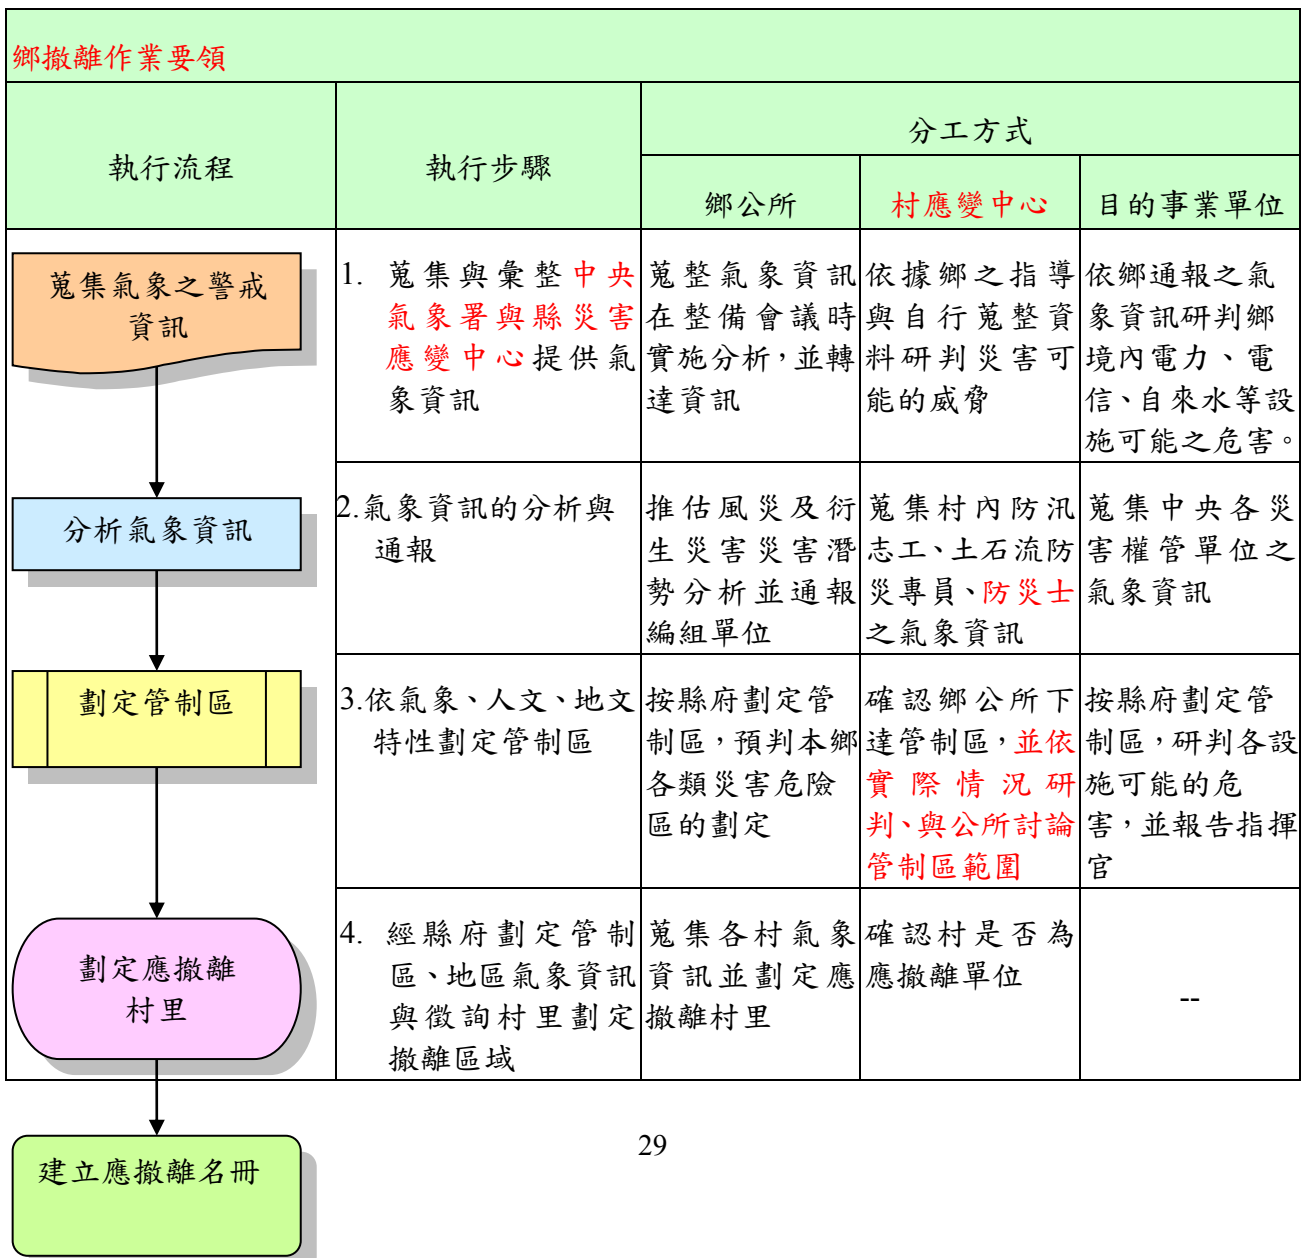 鄉撤離作業要領
執行流程
執行步驟
分工方式
鄉公所
村應變中心
目的事業單位
蒐集氣象之警戒
資訊
1. 蒐集與彙整中央
氣象署與縣災害
應變中心提供氣
象資訊
蒐整氣象資訊
在整備會議時
實施分析，並轉
達資訊
依據鄉之指導
與自行蒐整資
料研判災害可
能的威脅
依鄉通報之氣
象資訊研判鄉
境內電力、電
信、自來水等設
施可能之危害。
分析氣象資訊
2.氣象資訊的分析與
通報
推估風災及衍
生災害災害潛
勢分析並通報
編組單位
蒐集村內防汛
志工、土石流防
災專員、防災士
之氣象資訊
蒐集中央各災
害權管單位之
氣象資訊
劃定管制區
3.依氣象、人文、地文
特性劃定管制區
按縣府劃定管
制區，預判本鄉
各類災害危險
區的劃定
確認鄉公所下
達管制區，並依
實際情況研
判、與公所討論
管制區範圍
按縣府劃定管
制區，研判各設
施可能的危
害，並報告指揮
官
劃定應撤離
村里
4. 經縣府劃定管制
區、地區氣象資訊
與徵詢村里劃定
撤離區域
蒐集各村氣象
資訊並劃定應
撤離村里
確認村是否為
應撤離單位
--
建立應撤離名冊
29